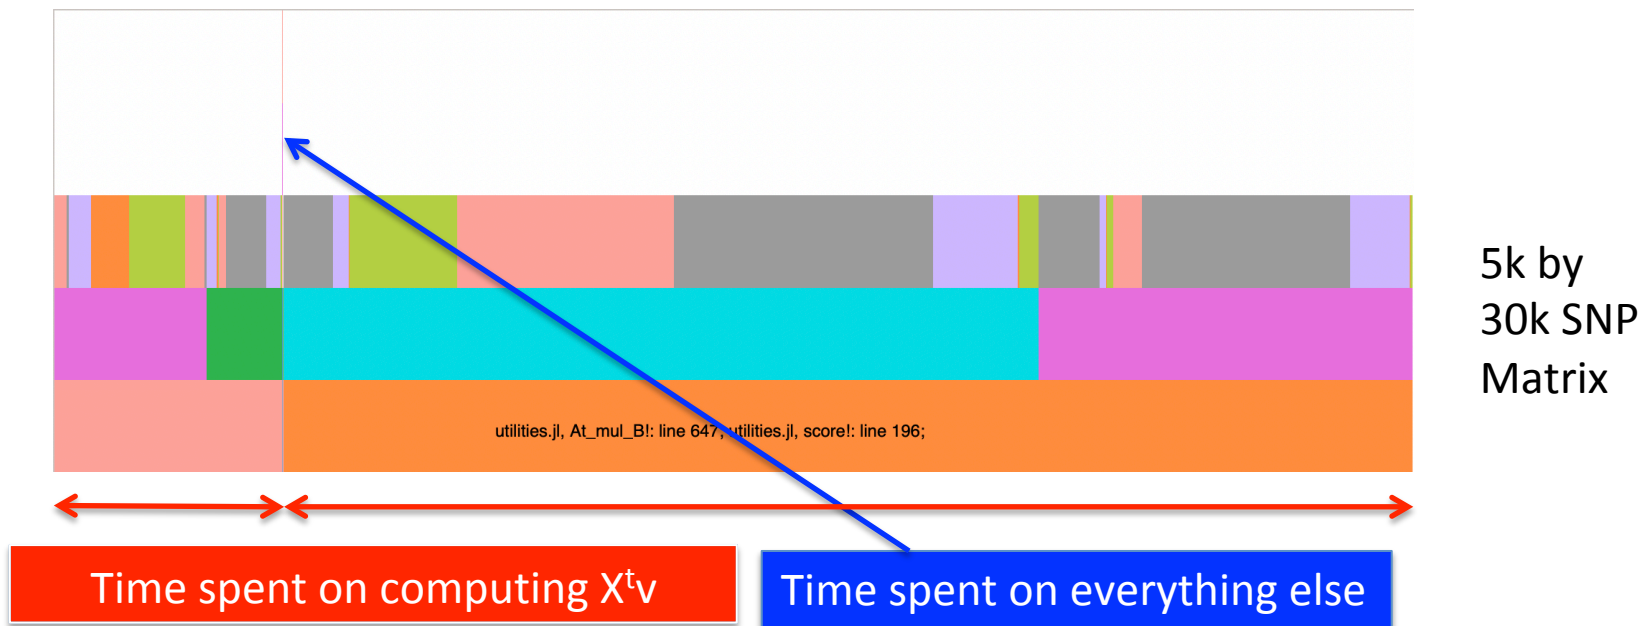 5k by
30k SNP
Matrix
utilities.jl, At_mul_B!: line 647; utilities.jl, score!: line 196;
Time spent on computing Xᵗv
Time spent on everything else